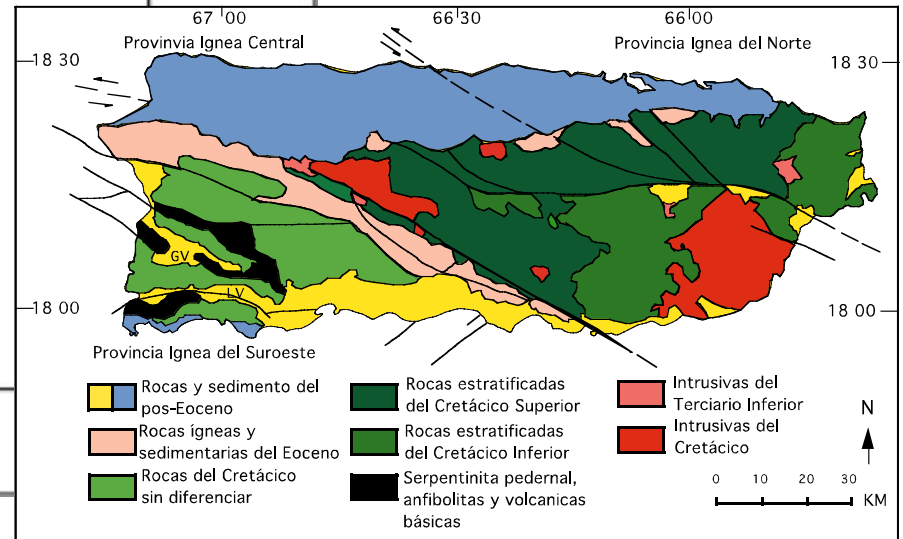 67 00
66 30
66 00
Provinvia Ignea Central
Provincia Ignea del Norte
18 30
18 30
GV
LV
18 00
18 00
Provincia Ignea del Suroeste
Rocas y sedimento del
pos-Eoceno
Rocas ígneas y
sedimentarias del Eoceno
Rocas del Cretácico
sin diferenciar
Rocas estratificadas
del Cretácico Superior
Rocas estratificadas
del Cretácico Inferior
Serpentinita pedernal,
anfibolitas y volcanicas
básicas
Intrusivas del
Terciario Inferior
Intrusivas del
Cretácico
N
0 10 20 30
KM